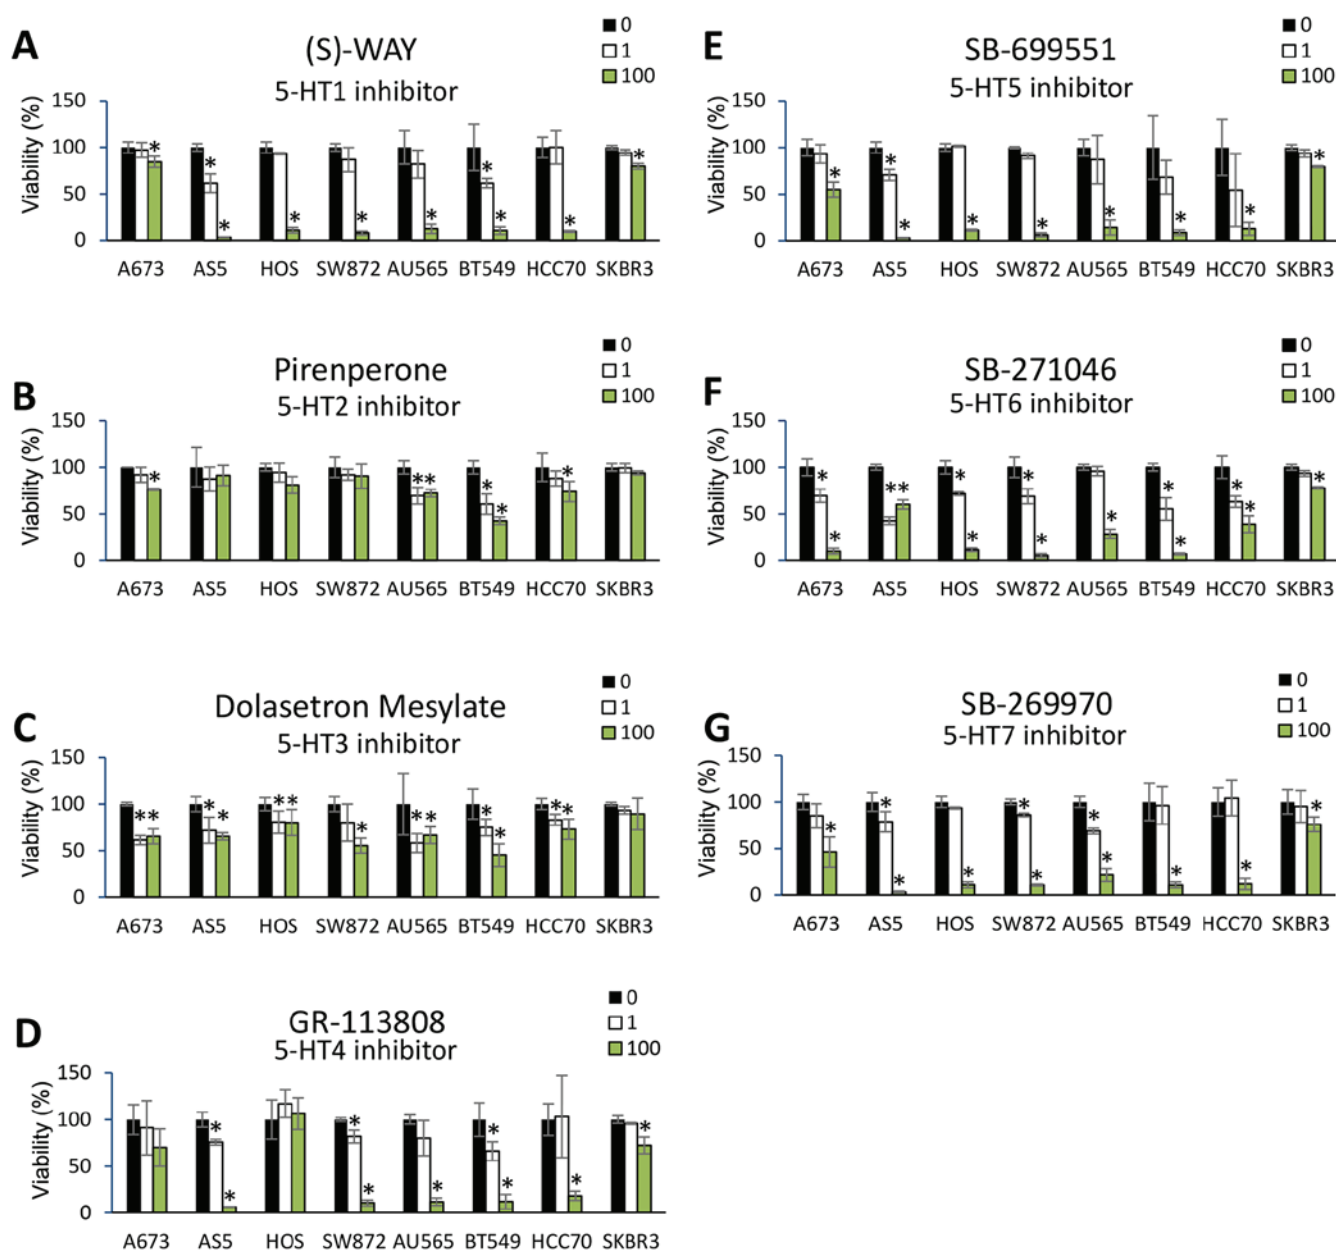 A
(S)-WAY
5-HT1 inhibitor
0
1
100
Viability (%)
150
100
50
0
A673 AS5 HOS SW872 AU565 BT549 HCC70 SKBR3
* * * * * * * * * *
B
Pirenperone
5-HT2 inhibitor
0
1
100
Viability (%)
150
100
50
0
A673 AS5 HOS SW872 AU565 BT549 HCC70 SKBR3
* ** * * *
C
Dolasetron Mesylate
5-HT3 inhibitor
0
1
100
Viability (%)
150
100
50
0
A673 AS5 HOS SW872 AU565 BT549 HCC70 SKBR3
** * * ** * ** * * **
D
GR-113808
5-HT4 inhibitor
0
1
100
Viability (%)
150
100
50
0
A673 AS5 HOS SW872 AU565 BT549 HCC70 SKBR3
* * * * * * * * *
E
SB-699551
5-HT5 inhibitor
0
1
100
Viability (%)
150
100
50
0
A673 AS5 HOS SW872 AU565 BT549 HCC70 SKBR3
* * * * * * * * *
F
SB-271046
5-HT6 inhibitor
0
1
100
Viability (%)
150
100
50
0
A673 AS5 HOS SW872 AU565 BT549 HCC70 SKBR3
* * ** * * * * * * * * * *
G
SB-269970
5-HT7 inhibitor
0
1
100
Viability (%)
150
100
50
0
A673 AS5 HOS SW872 AU565 BT549 HCC70 SKBR3
* * * * * * * * * * *